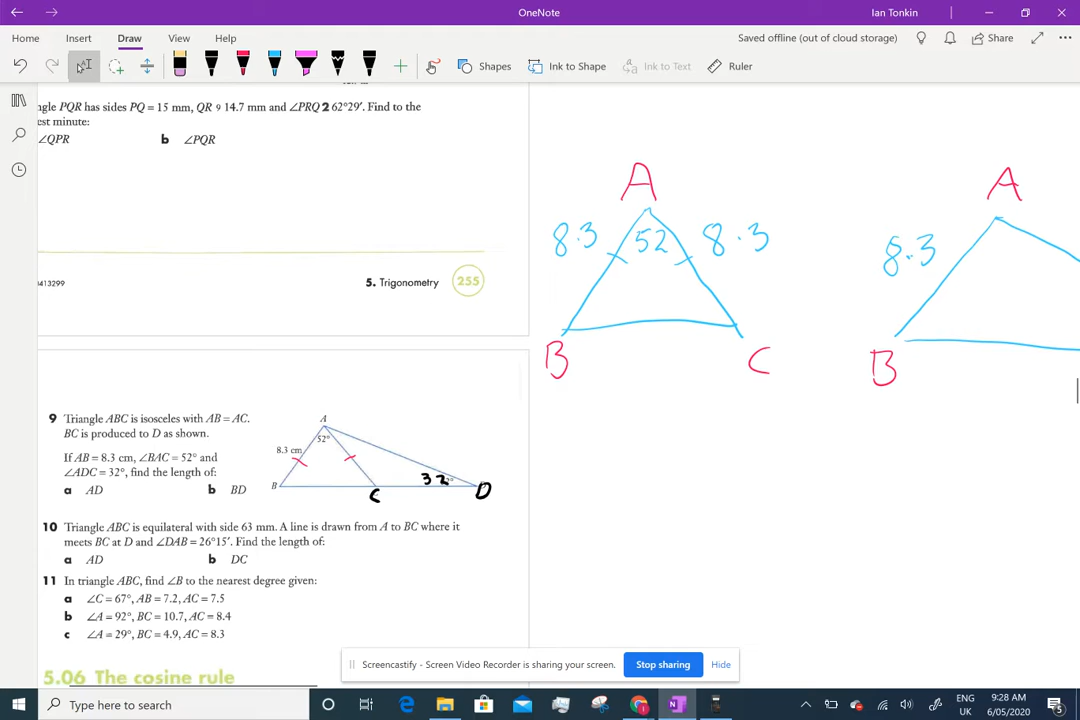 OneNote
Ian Tonkin
Home Insert Draw View Help
Saved offline (out of cloud storage)
Share
Shapes
Ink to Shape
Ink to Text
Ruler
ngle PQR has sides PQ = 15 mm, QR 9 14.7 mm and ∠PRQ 2 62°29′. Find to the
est minute:
∠QPR b ∠PQR
413299
5. Trigonometry 255
9 Triangle ABC is isosceles with AB = AC.
BC is produced to D as shown.
If AB = 8.3 cm, ∠BAC = 52° and
∠ADC = 32°, find the length of:
a AD b BD
A
52°
8.3 cm
B
C
32°
D
10 Triangle ABC is equilateral with side 63 mm. A line is drawn from A to BC where it
meets BC at D and ∠DAB = 26°15′. Find the length of:
a AD b DC
11 In triangle ABC, find ∠B to the nearest degree given:
a ∠C = 67°, AB = 7.2, AC = 7.5
b ∠A = 92°, BC = 10.7, AC = 8.4
c ∠A = 29°, BC = 4.9, AC = 8.3
5.06 The cosine rule
A
8.3 52 8.3
B C
A
8.3
B
Screencastify - Screen Video Recorder is sharing your screen.
Stop sharing
Hide
Type here to search
ENG
UK
9:28 AM
6/05/2020
5